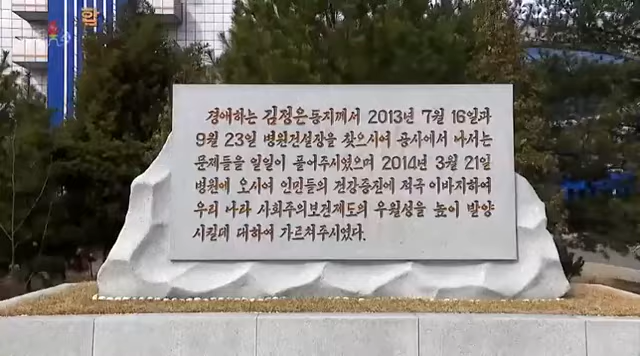 경애하는 김정은동지께서 2013년 7월 16일과
9월 23일 병원건설장을 찾으시여 공사에서 나서는
문제들을 일일이 풀어주시였으며 2014년 3월 21일
병원에 오시여 인민들의 건강증진에 적극 이바지하여
우리 나라 사회주의보건제도의 우월성을 높이 발양
시킬데 대하여 가르쳐주시였다.